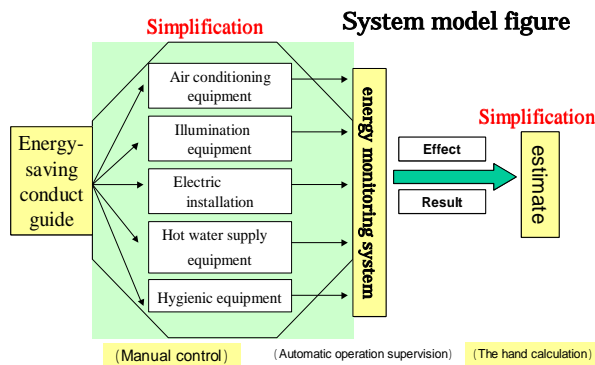 System model figure
Simplification
Air conditioning
equipment
Illumination
equipment
Electric
installation
Hot water supply
equipment
Hygienic equipment
Energy-
saving
conduct
guide
energy monitoring system
Effect
Result
Simplification
estimate
(Manual control)
(Automatic operation supervision)
(The hand calculation)